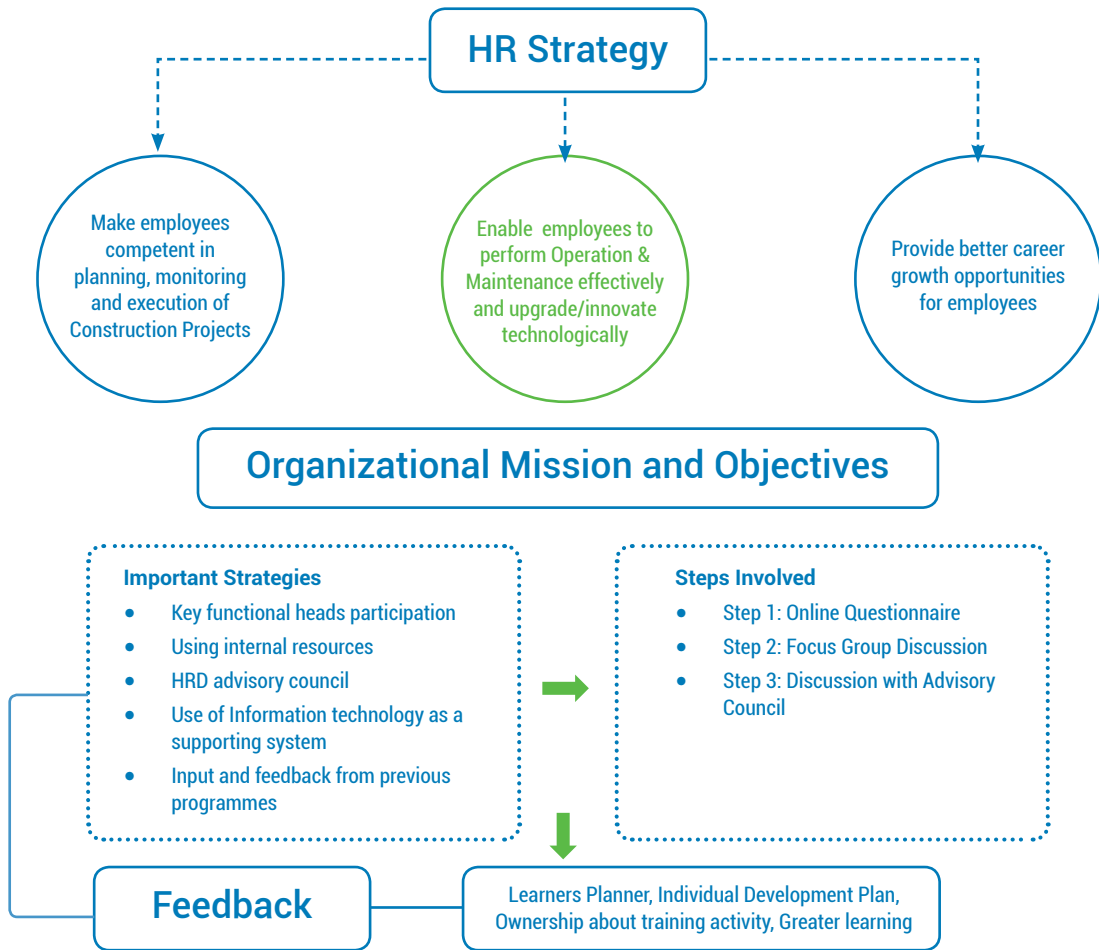 HR Strategy
Make employees
competent in
planning, monitoring
and execution of
Construction Projects
Enable employees to
perform Operation &
Maintenance effectively
and upgrade/innovate
technologically
Provide better career
growth opportunities
for employees
Organizational Mission and Objectives
Important Strategies
● Key functional heads participation
● Using internal resources
● HRD advisory council
● Use of Information technology as a
supporting system
● Input and feedback from previous
programmes
Steps Involved
● Step 1: Online Questionnaire
● Step 2: Focus Group Discussion
● Step 3: Discussion with Advisory
Council
Feedback
Learners Planner, Individual Development Plan,
Ownership about training activity, Greater learning